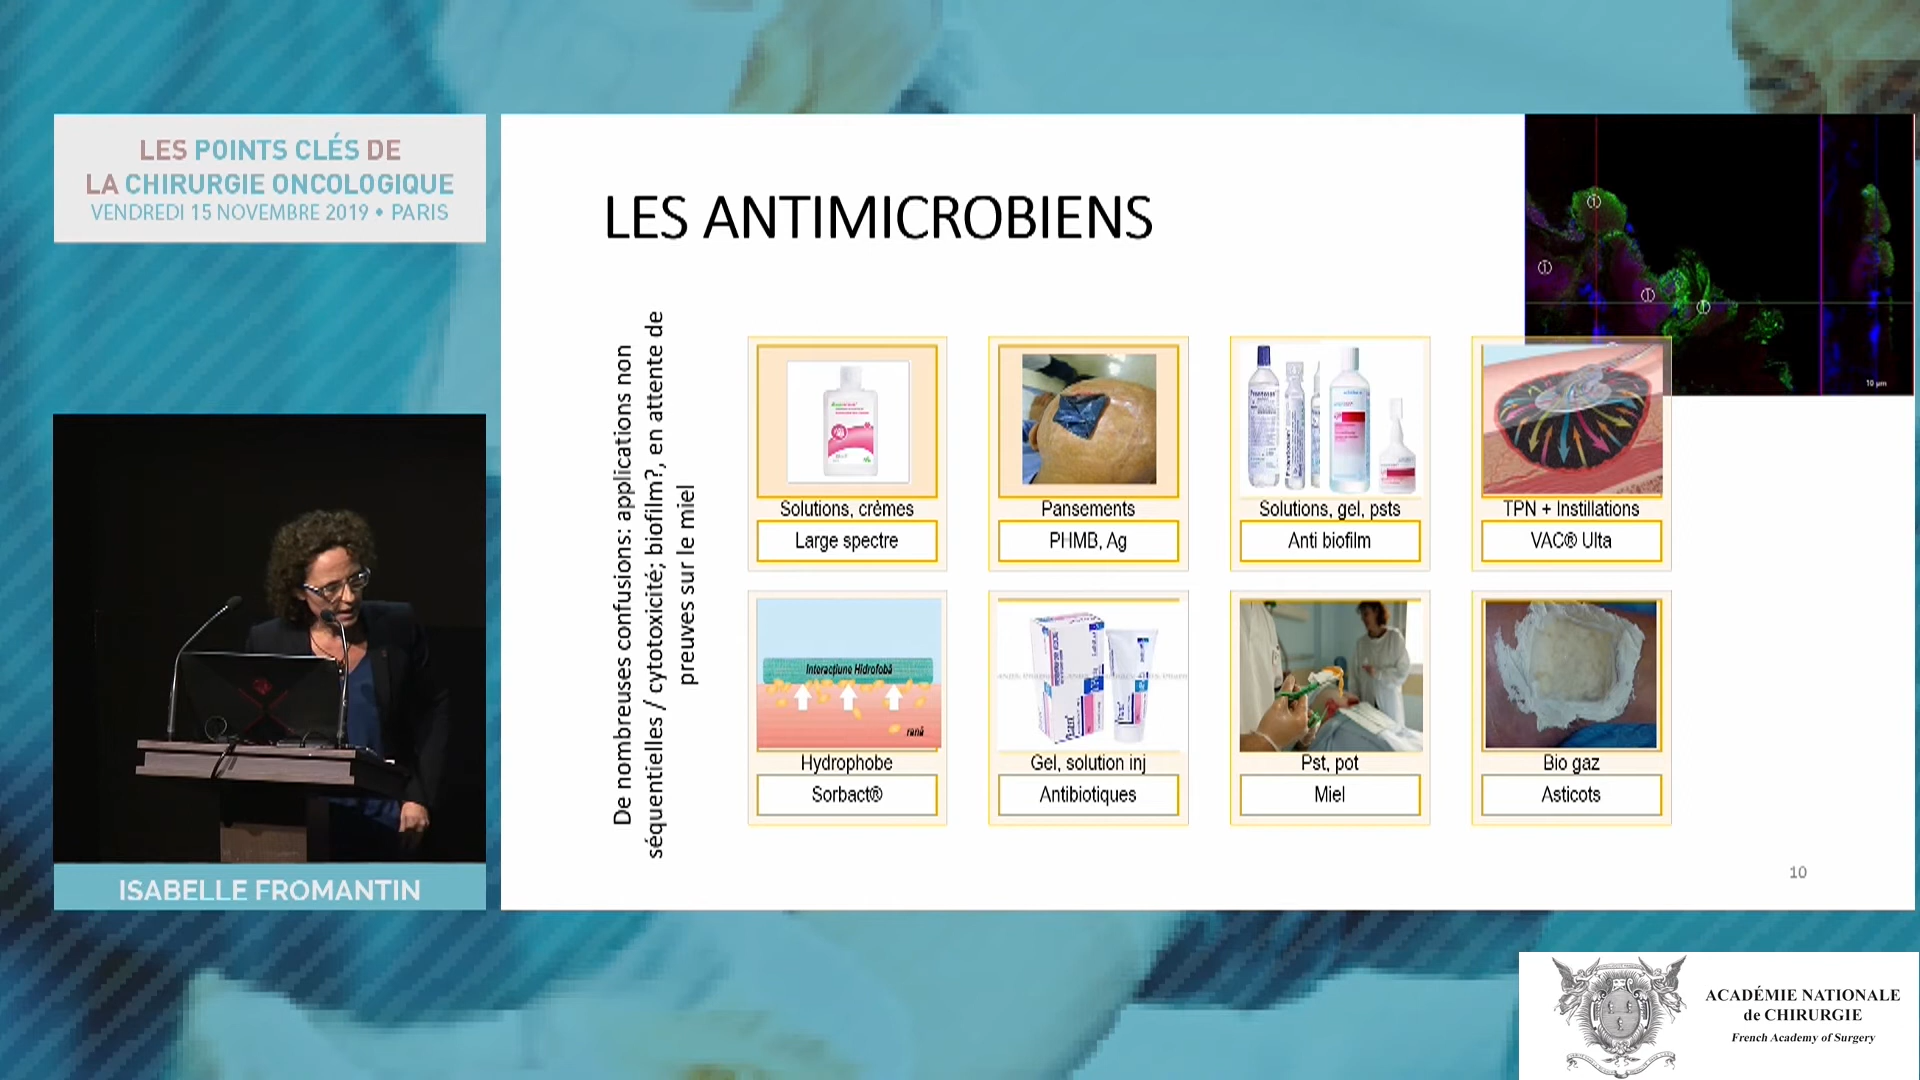 LES POINTS CLÉS DE
LA CHIRURGIE ONCOLOGIQUE
VENDREDI 15 NOVEMBRE 2019 • PARIS
ISABELLE FROMANTIN
LES ANTIMICROBIENS
De nombreuses confusions: applications non
séquentielles / cytotoxicité; biofilm?, en attente de
preuves sur le miel
10 µm
Solutions, crèmes
Large spectre
Pansements
PHMB, Ag
Solutions, gel, psts
Anti biofilm
TPN + Instillations
VAC® Ulta
Interacțiune Hidrofobă
rană
Hydrophobe
Sorbact®
Gel, solution inj
Antibiotiques
Pst, pot
Miel
Bio gaz
Asticots
10
ACADÉMIE NATIONALE
de CHIRURGIE
French Academy of Surgery